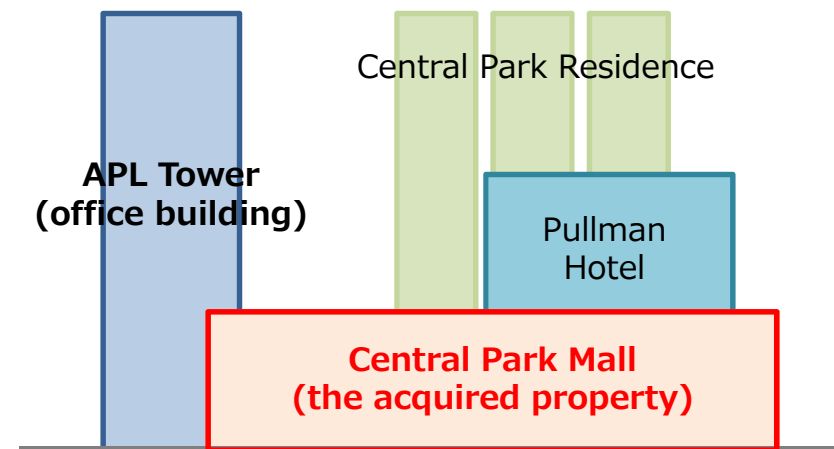 Central Park Residence
APL Tower
(office building)
Pullman
Hotel
Central Park Mall
(the acquired property)